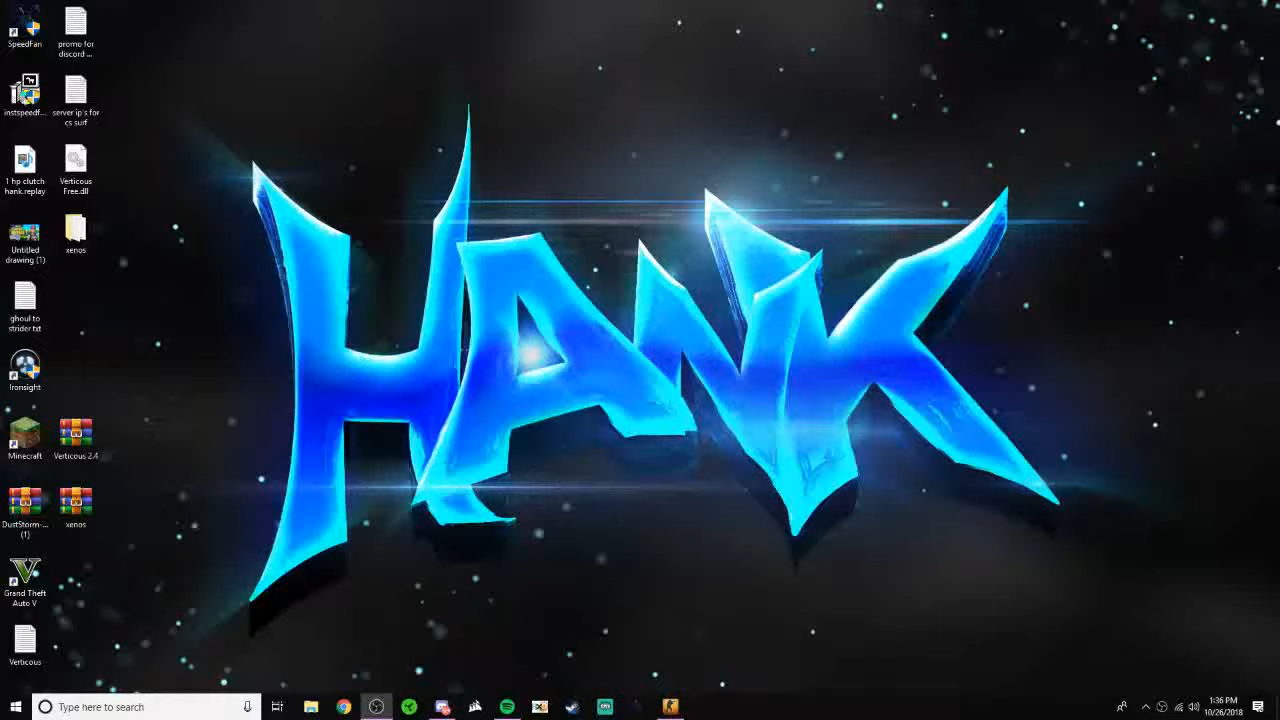 SpeedFan
promo for
discord ...
instspeedf...
server ip's for
cs surf
1 hp clutch
hank.replay
Verticous
Free.dll
Untitled
drawing (1)
xenos
ghoul to
strider txt
Ironsight
Minecraft
Verticous 2.4
DustStorm-...
(1)
xenos
Grand Theft
Auto V
Verticous
HANK
Type here to search
1:36 PM
10/26/2018